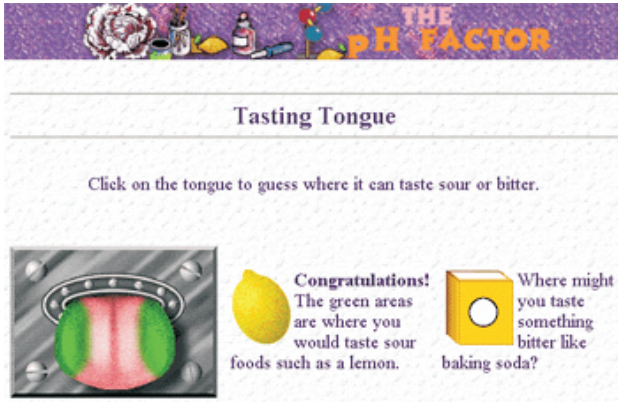 THE
pH FACTOR
Tasting Tongue
Click on the tongue to guess where it can taste sour or bitter.
Congratulations!
The green areas
are where you
would taste sour
foods such as a lemon.
Where might
you taste
something
bitter like
baking soda?